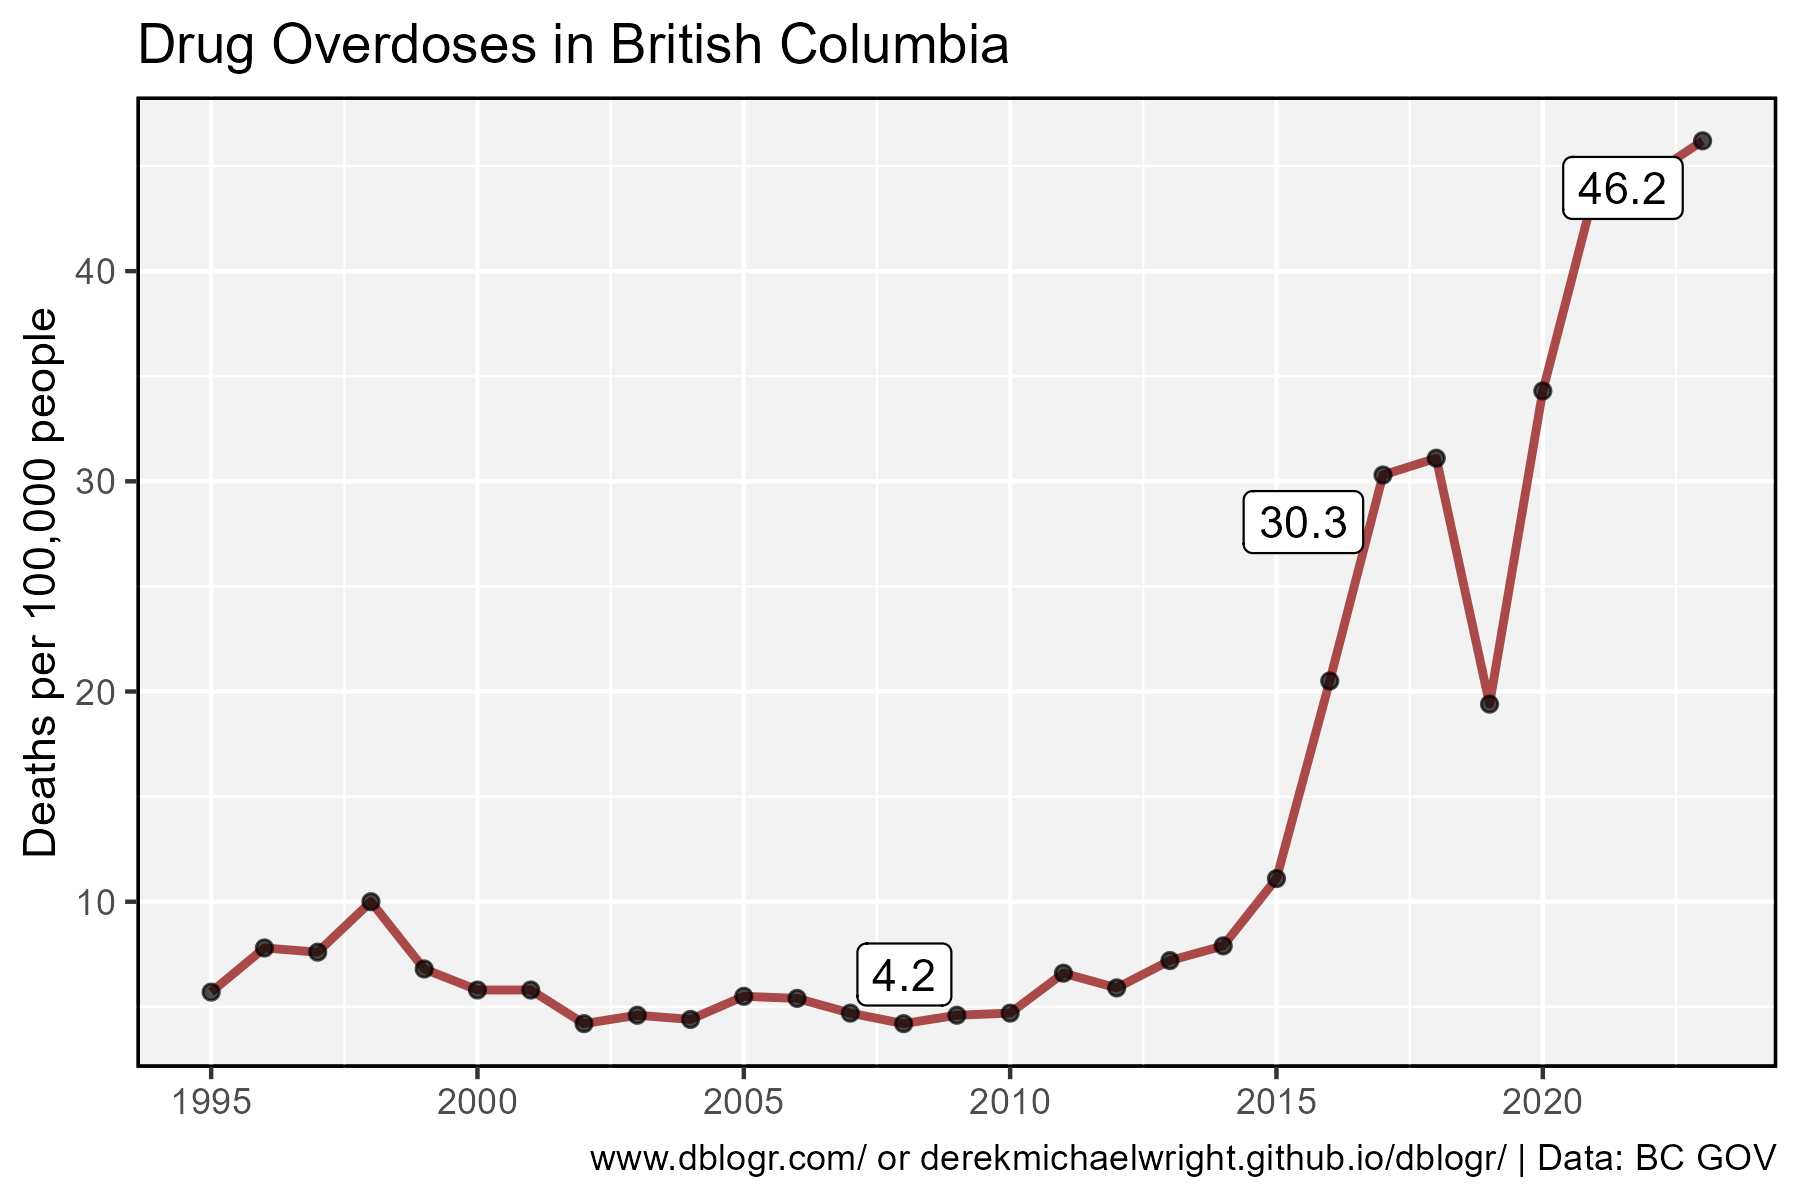 Drug Overdoses in British Columbia
Deaths per 100,000 people
40
30
20
10
46.2
30.3
4.2
1995 2000 2005 2010 2015 2020
www.dblogr.com/ or derekmichaelwright.github.io/dblogr/ | Data: BC GOV